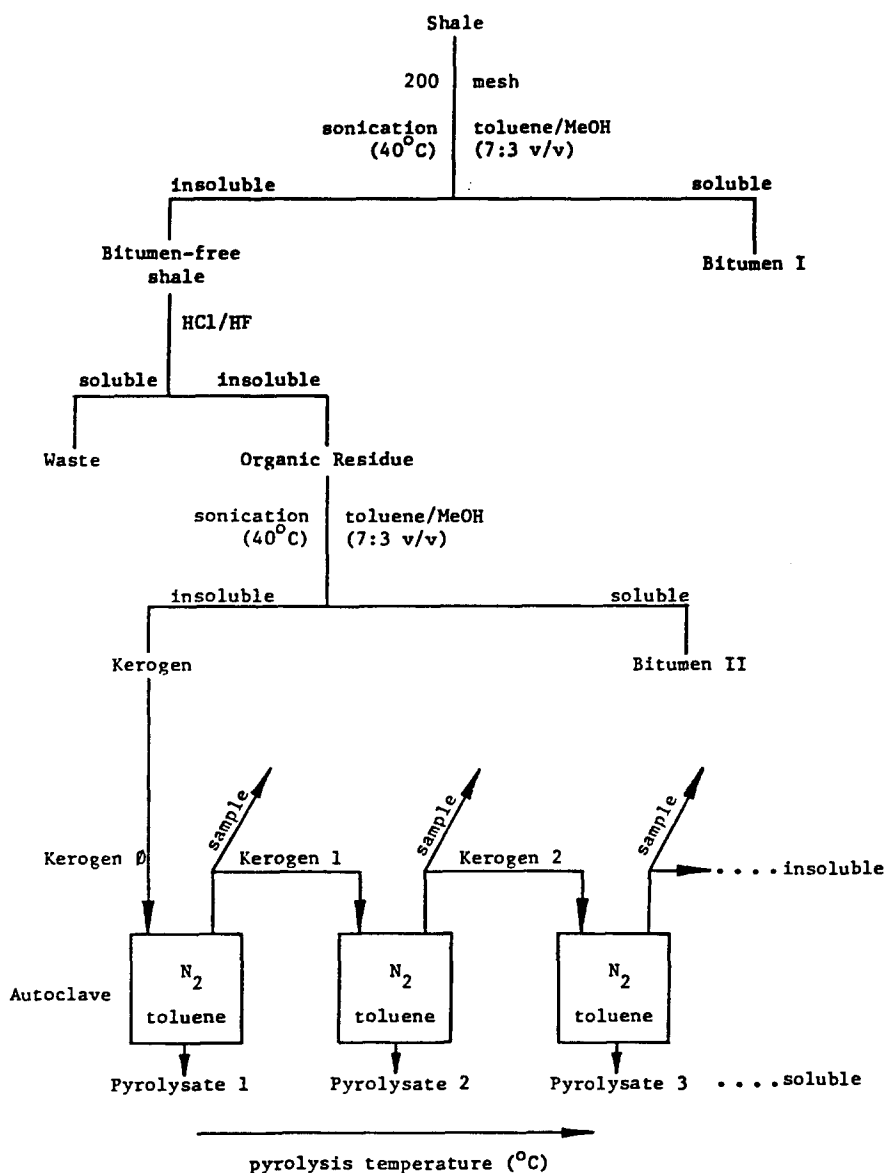 Shale
200 mesh
sonication toluene/MeOH
(40°C) (7:3 v/v)
insoluble soluble
Bitumen-free
shale
Bitumen I
HCl/HF
soluble insoluble
Waste Organic Residue
sonication toluene/MeOH
(40°C) (7:3 v/v)
insoluble soluble
Kerogen Bitumen II
sample sample sample
Kerogen Ø Kerogen 1 Kerogen 2 .... insoluble
N2 N2 N2
Autoclave
toluene toluene toluene
Pyrolysate 1 Pyrolysate 2 Pyrolysate 3 .... soluble
pyrolysis temperature (°C)